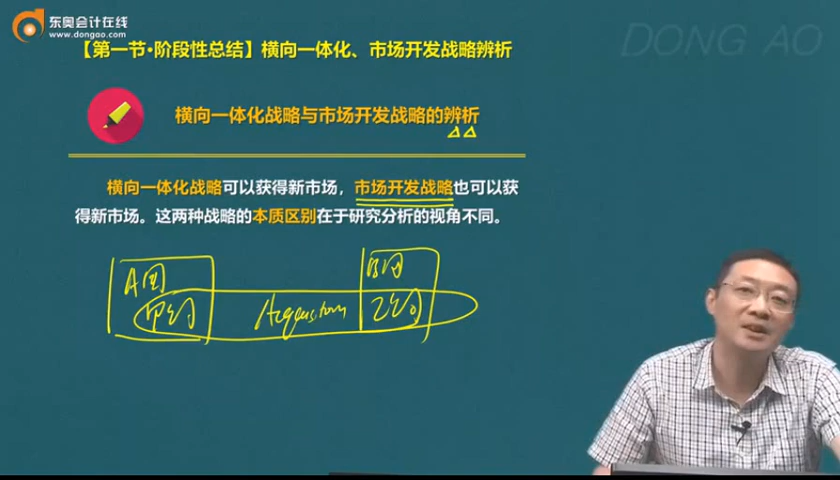 东奥会计在线
www.dongao.com
DONG AO
【第一节·阶段性总结】横向一体化、市场开发战略辨析
横向一体化战略与市场开发战略的辨析
横向一体化战略可以获得新市场，市场开发战略也可以获
得新市场。这两种战略的本质区别在于研究分析的视角不同。
A国
B国
甲公司
Acquisition
乙公司